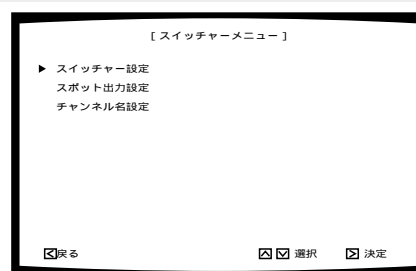 [スイッチャーメニュー]
▶ スイッチャー設定
スポット出力設定
チャンネル名設定
戻る 選択 決定